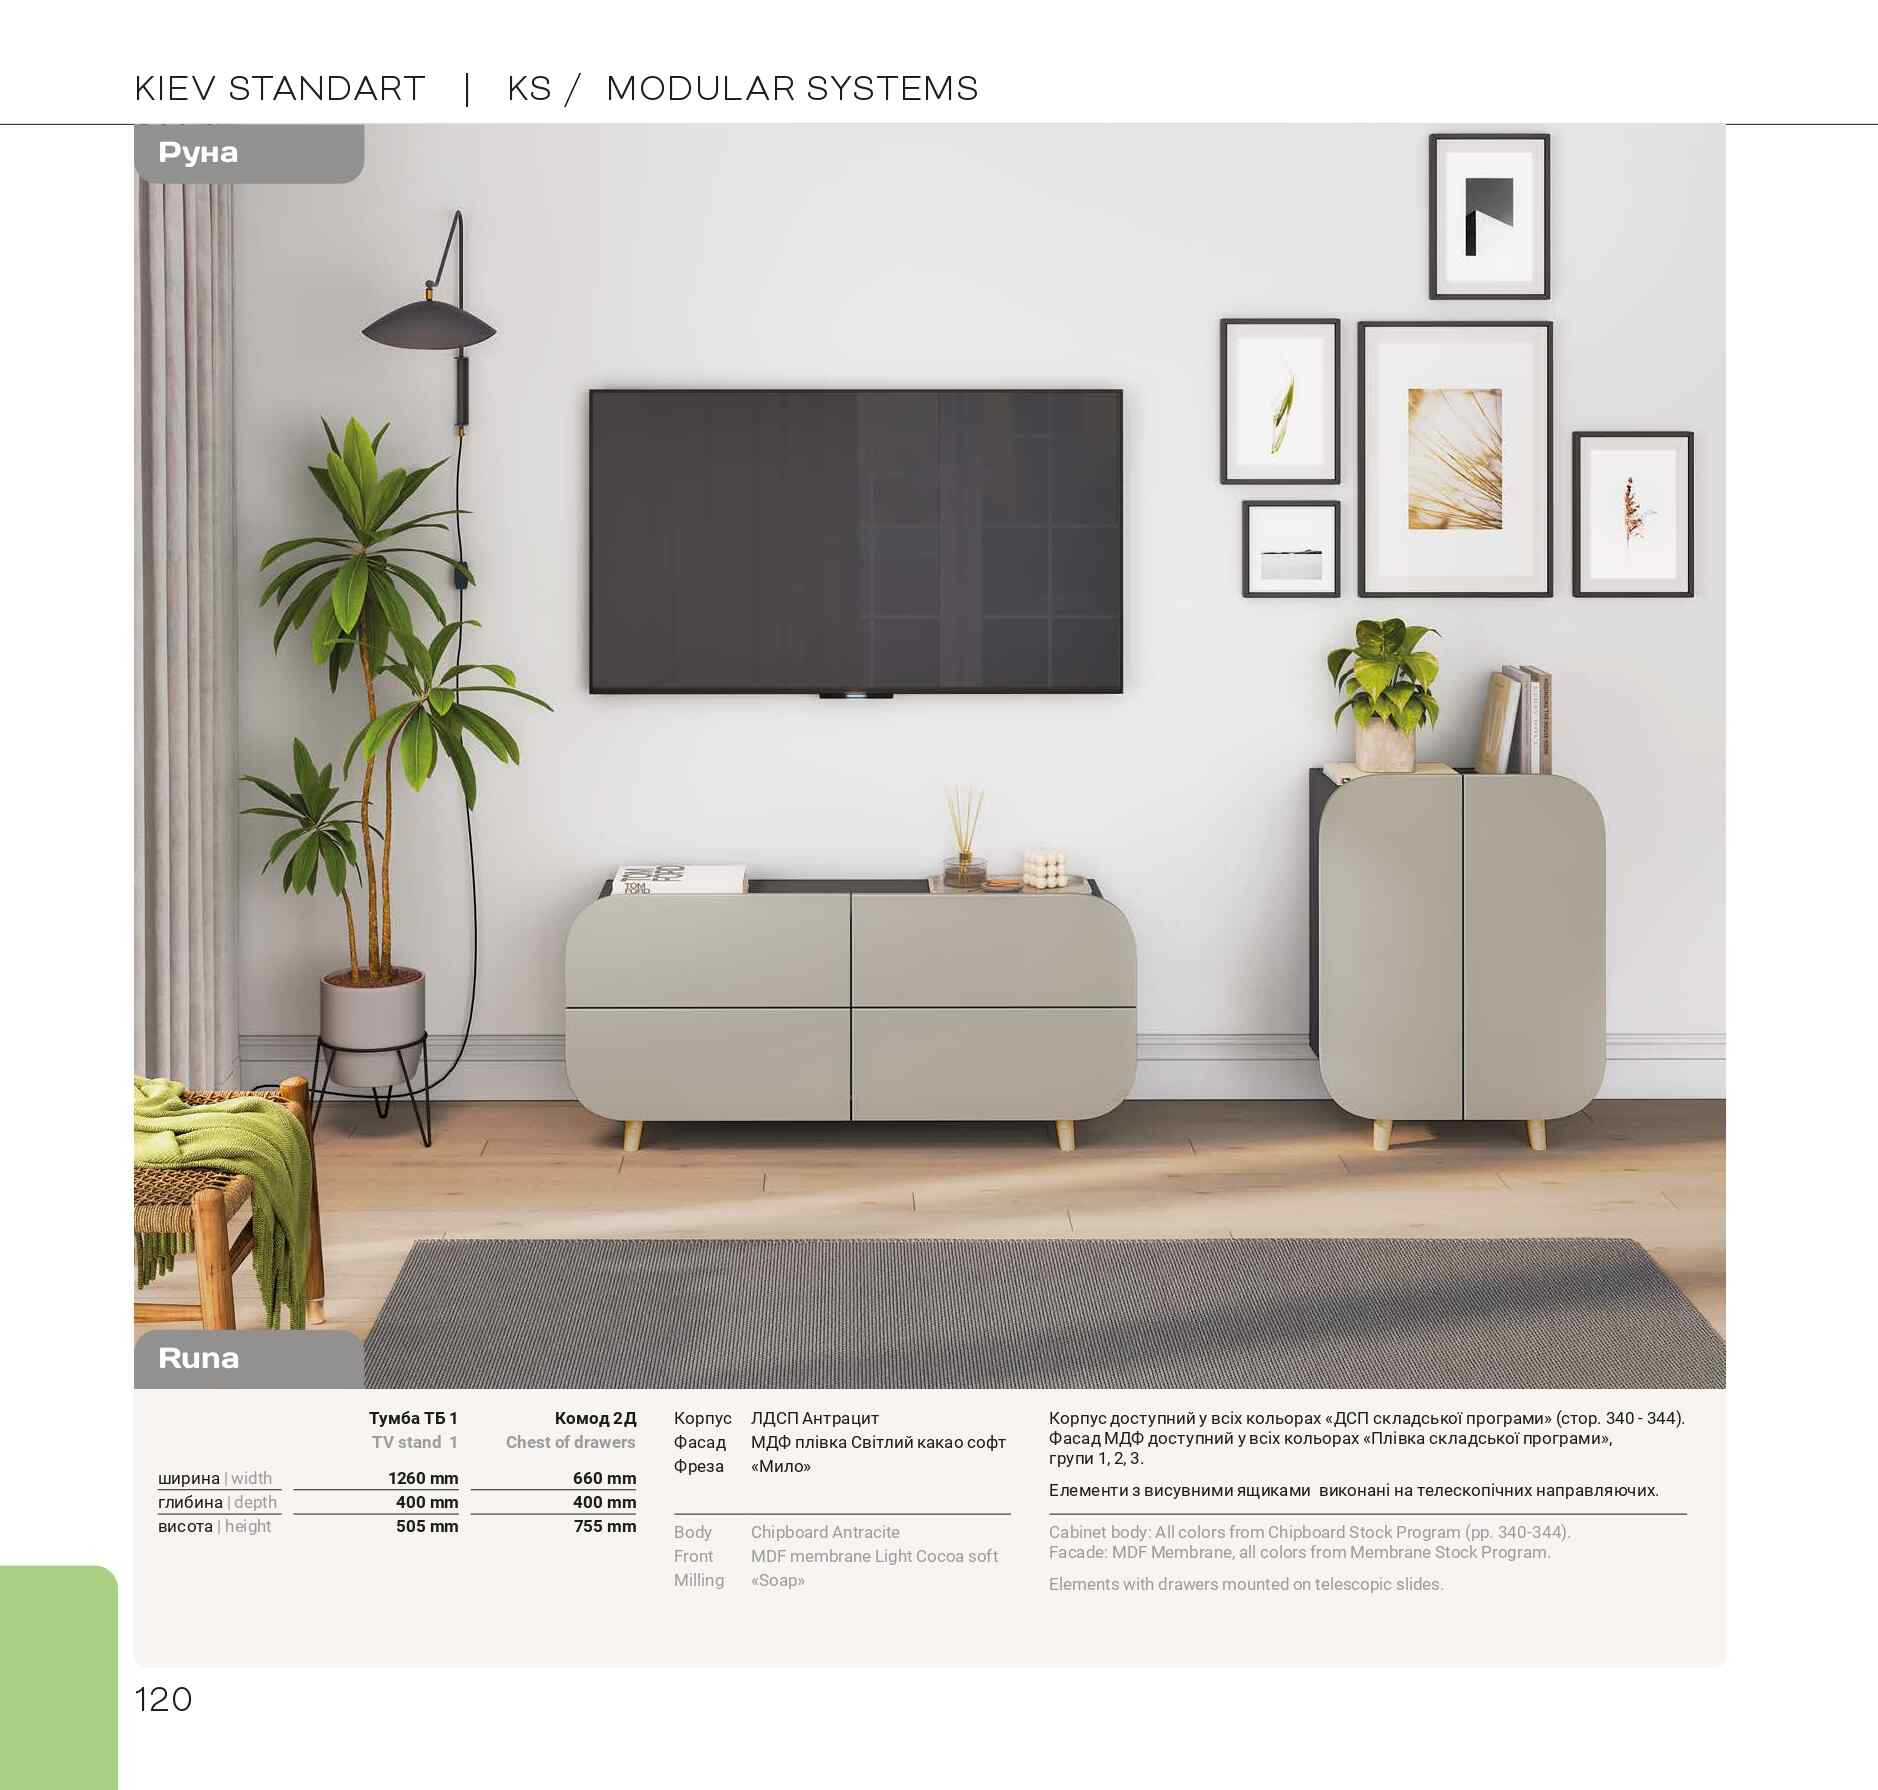 KIEV STANDART | KS / MODULAR SYSTEMS
Руна
TOM FORD
TOM FORD
Runa
Тумба ТБ 1 Комод 2Д
TV stand 1 Chest of drawers
ширина | width 1260 mm 660 mm
глибина | depth 400 mm 400 mm
висота | height 505 mm 755 mm
Корпус ЛДСП Антрацит
Фасад МДФ плівка Світлий какао софт
Фреза «Мило»
Body Chipboard Antracite
Front MDF membrane Light Cocoa soft
Milling «Soap»
Корпус доступний у всіх кольорах «ДСП складської програми» (стор. 340 - 344).
Фасад МДФ доступний у всіх кольорах «Плівка складської програми»,
групи 1, 2, 3.
Елементи з висувними ящиками виконані на телескопічних направляючих.
Cabinet body: All colors from Chipboard Stock Program (pp. 340-344).
Facade: MDF Membrane, all colors from Membrane Stock Program.
Elements with drawers mounted on telescopic slides.
120